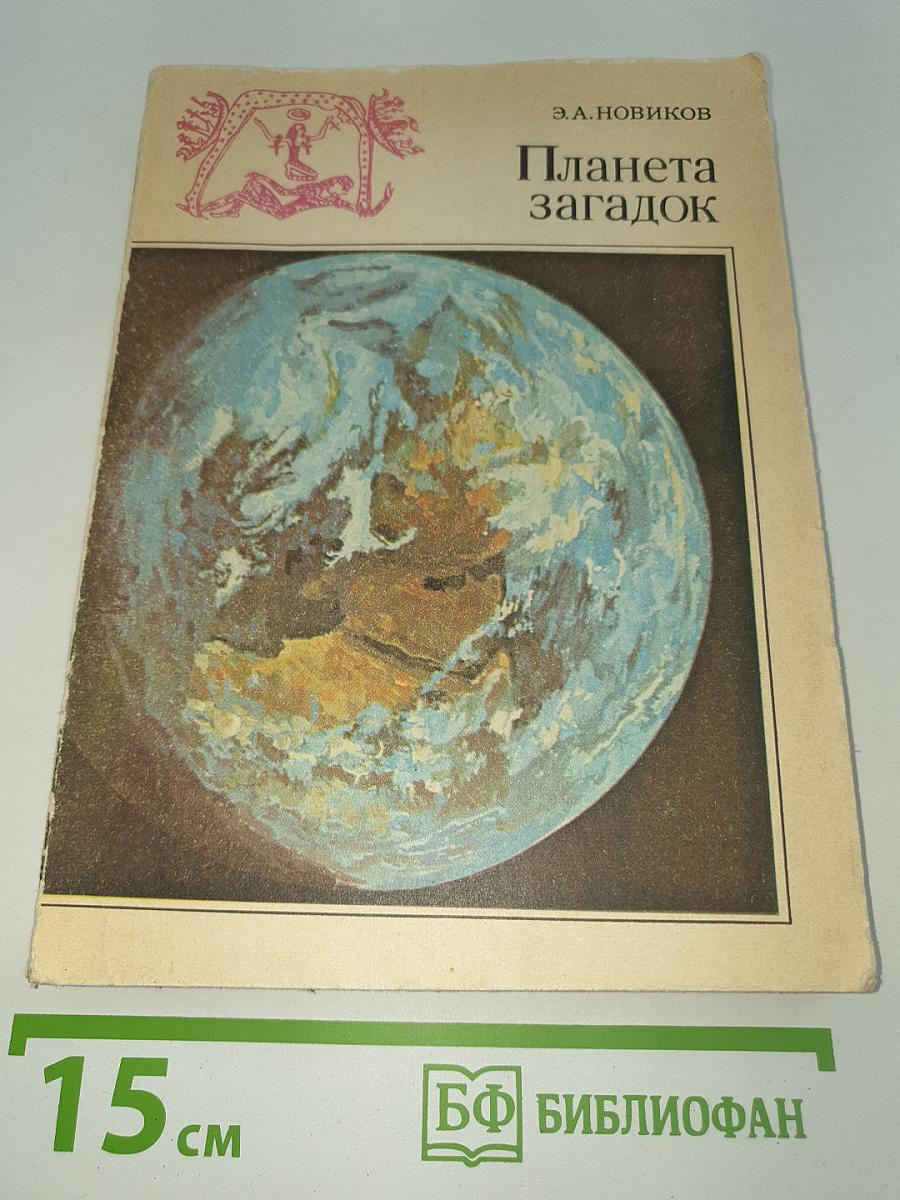 Э. А. НОВИКОВ
Планета
загадок
15 см
БФ БИБЛИОФАН